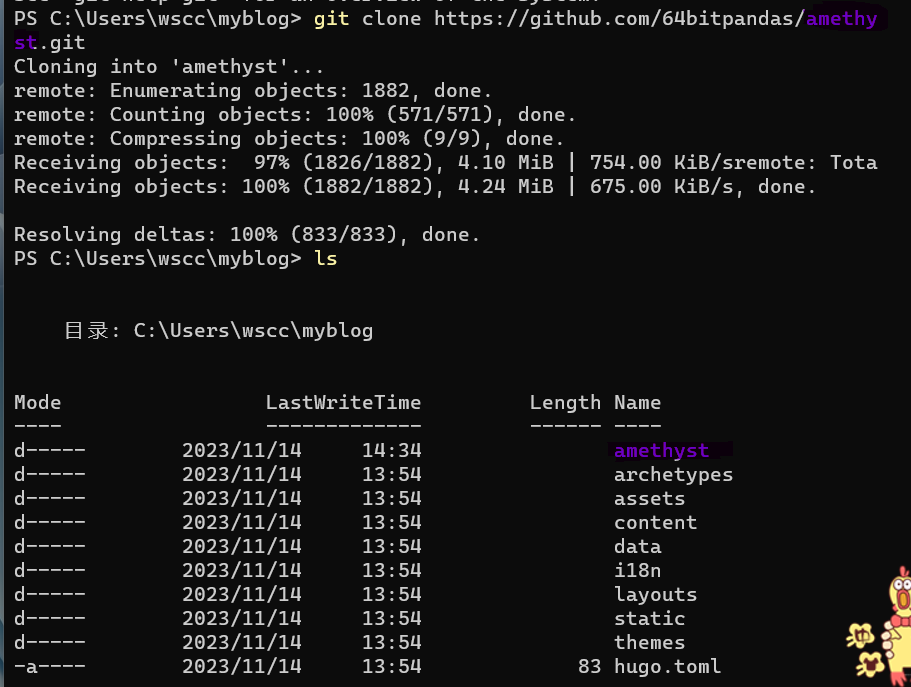 PS C:\Users\wscc\myblog> git clone https://github.com/64bitpandas/amethy
st.git
Cloning into 'amethyst'...
remote: Enumerating objects: 1882, done.
remote: Counting objects: 100% (571/571), done.
remote: Compressing objects: 100% (9/9), done.
Receiving objects:  97% (1826/1882), 4.10 MiB | 754.00 KiB/sremote: Tota
Receiving objects: 100% (1882/1882), 4.24 MiB | 675.00 KiB/s, done.
Resolving deltas: 100% (833/833), done.
PS C:\Users\wscc\myblog> ls
目录: C:\Users\wscc\myblog
Mode                 LastWriteTime         Length Name
----                 -------------         ------ ----
d-----        2023/11/14     14:34                amethyst
d-----        2023/11/14     13:54                archetypes
d-----        2023/11/14     13:54                assets
d-----        2023/11/14     13:54                content
d-----        2023/11/14     13:54                data
d-----        2023/11/14     13:54                i18n
d-----        2023/11/14     13:54                layouts
d-----        2023/11/14     13:54                static
d-----        2023/11/14     13:54                themes
-a----        2023/11/14     13:54             83 hugo.toml